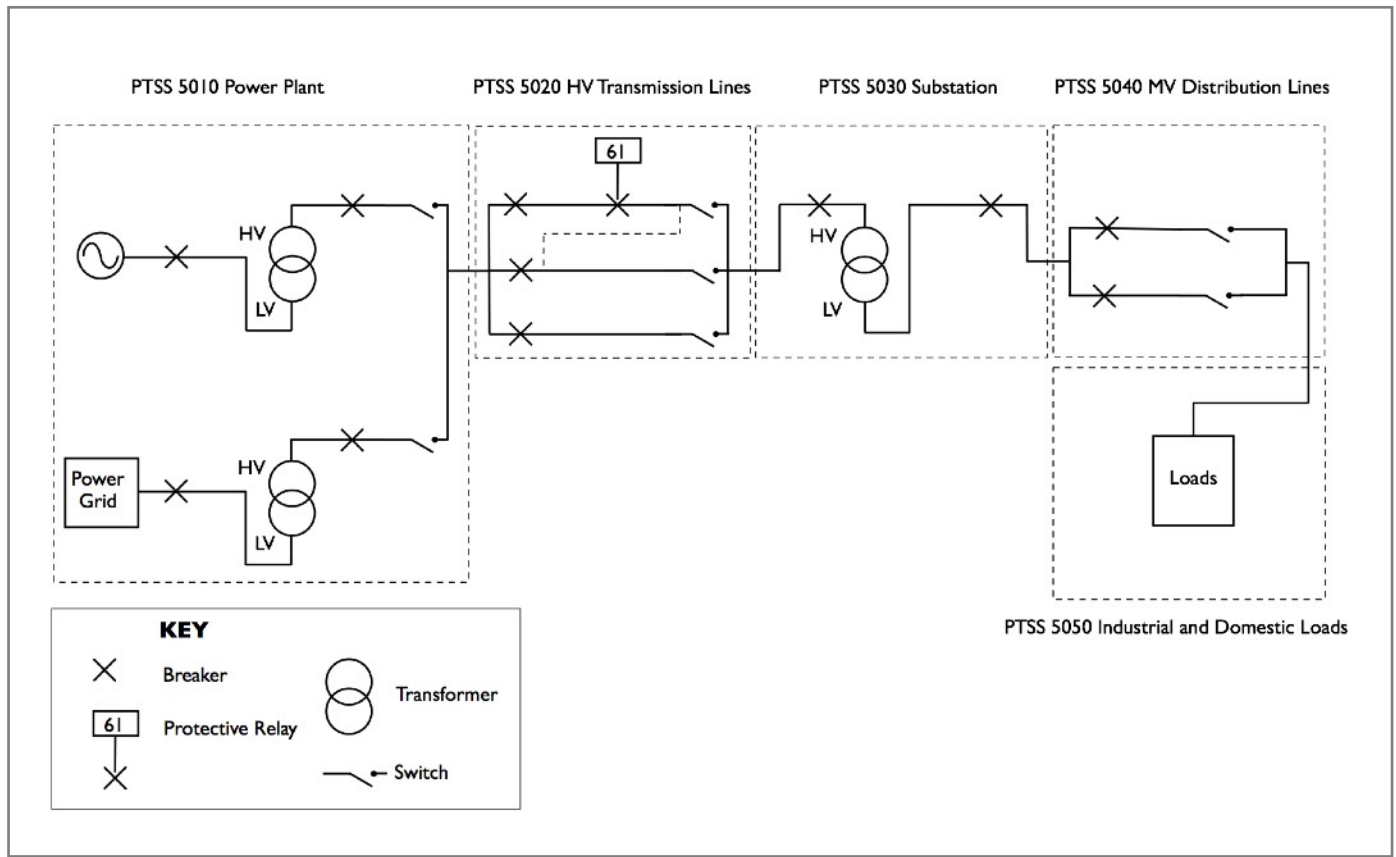 PTSS 5010 Power Plant
PTSS 5020 HV Transmission Lines
PTSS 5030 Substation
PTSS 5040 MV Distribution Lines
61
HV
LV
HV
LV
Power
Grid
HV
LV
Loads
PTSS 5050 Industrial and Domestic Loads
KEY
Breaker
Transformer
61
Protective Relay
Switch